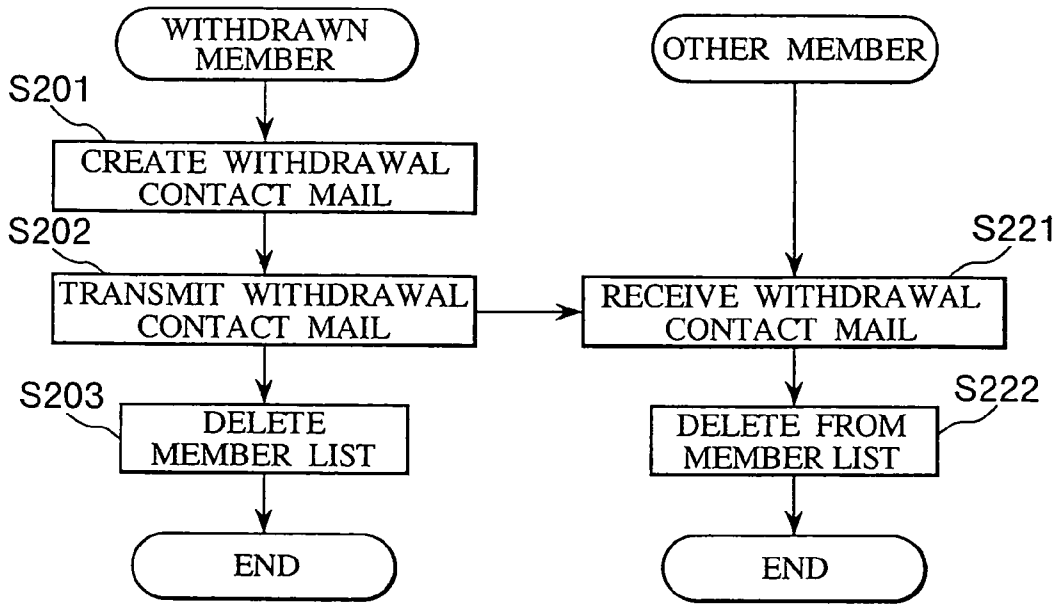 WITHDRAWN
MEMBER
S201
CREATE WITHDRAWAL
CONTACT MAIL
S202
TRANSMIT WITHDRAWAL
CONTACT MAIL
S203
DELETE
MEMBER LIST
END
OTHER MEMBER
S221
RECEIVE WITHDRAWAL
CONTACT MAIL
S222
DELETE FROM
MEMBER LIST
END